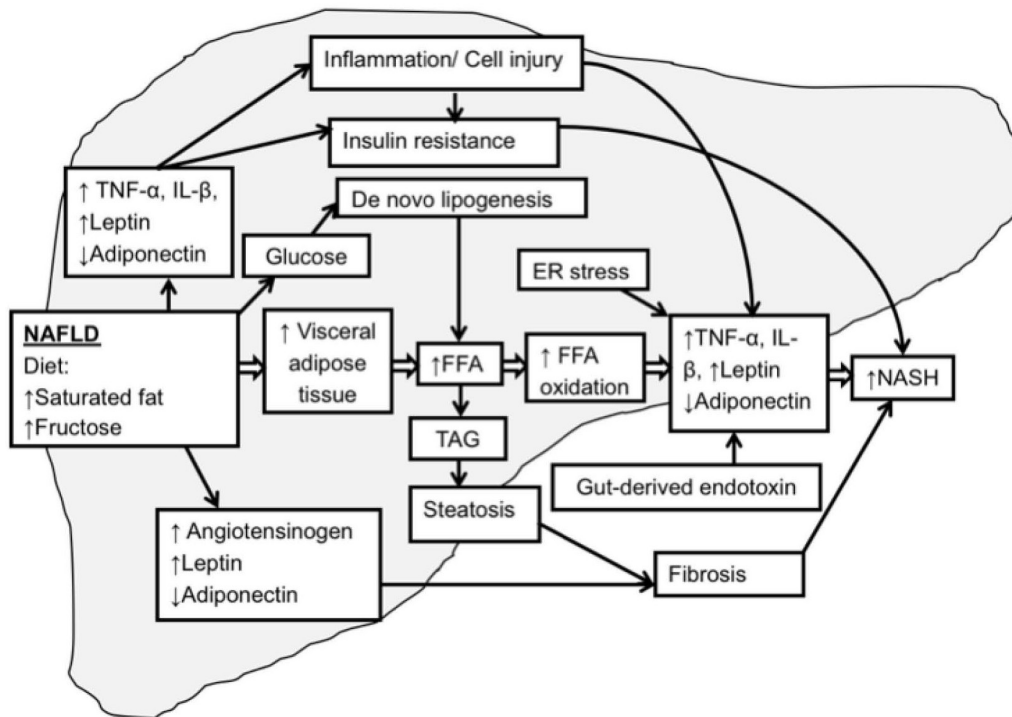 Inflammation/ Cell injury
Insulin resistance
↑ TNF-α, IL-β,
↑Leptin
↓Adiponectin
De novo lipogenesis
Glucose
ER stress
NAFLD
Diet:
↑Saturated fat
↑Fructose
↑ Visceral
adipose
tissue
↑FFA
↑ FFA
oxidation
↑TNF-α, IL-
β, ↑Leptin
↓Adiponectin
↑NASH
TAG
Steatosis
Gut-derived endotoxin
↑ Angiotensinogen
↑Leptin
↓Adiponectin
Fibrosis